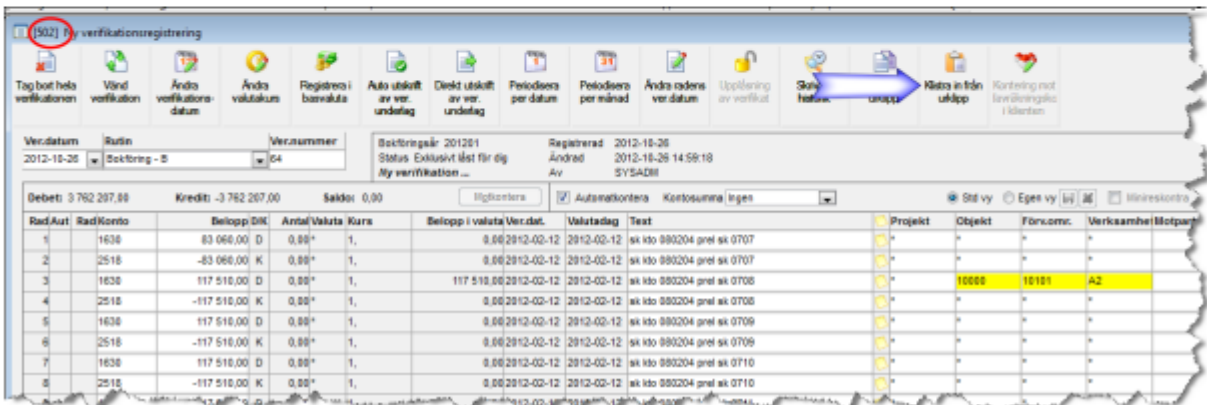 [502] Ny verifikationsregistrering
Tag bort hela verifikationen
Vänd verifikation
Ändra verifikations-datum
Ändra valutakurs
Registrera i basvaluta
Auto utskrift av ver. underlag
Direkt utskrift av ver. underlag
Periodisera per datum
Periodisera per månad
Ändra radens ver.datum
Upplåsning av verifikat
historik
urklipp
Klistra in från urklipp
Kontering mot
i klienten
Ver.datum Rutin Ver.nummer
2012-10-26 Bokföring - B 64
Bokföringsår 201201 Registrerad 2012-10-26
Status Exklusivt låst för dig Ändrad 2012-10-26 14:59:18
Ny verifikation ... Av SYSADM
Debet: 3 762 207,00 Kredit: -3 762 207,00 Saldo: 0,00 Motkontera Automatkontera Kontosumma Ingen Std vy Egen vy Minireskontra
Rad Aut Rad Konto Belopp D/K Antal Valuta Kurs Belopp i valuta Ver.dat. Valutadag Text Projekt Objekt Förv.omr. Verksamhet Motpart
1 1630 83 060,00 D 0,00 * 1, 0,00 2012-02-12 2012-02-12 sk kto 080204 prel sk 0707 * * * *
2 2518 -83 060,00 K 0,00 * 1, 0,00 2012-02-12 2012-02-12 sk kto 080204 prel sk 0707 * * * *
3 1630 117 510,00 D 0,00 * 1, 117 510,00 2012-02-12 2012-02-12 sk kto 080204 prel sk 0708 * 10000 10101 A2
4 2518 -117 510,00 K 0,00 * 1, 0,00 2012-02-12 2012-02-12 sk kto 080204 prel sk 0708 * * * *
5 1630 117 510,00 D 0,00 * 1, 0,00 2012-02-12 2012-02-12 sk kto 080204 prel sk 0709 * * * *
6 2518 -117 510,00 K 0,00 * 1, 0,00 2012-02-12 2012-02-12 sk kto 080204 prel sk 0709 * * * *
7 1630 117 510,00 D 0,00 * 1, 0,00 2012-02-12 2012-02-12 sk kto 080204 prel sk 0710 * * * *
8 2518 -117 510,00 K 0,00 * 1, 0,00 2012-02-12 2012-02-12 sk kto 080204 prel sk 0710 * * * *